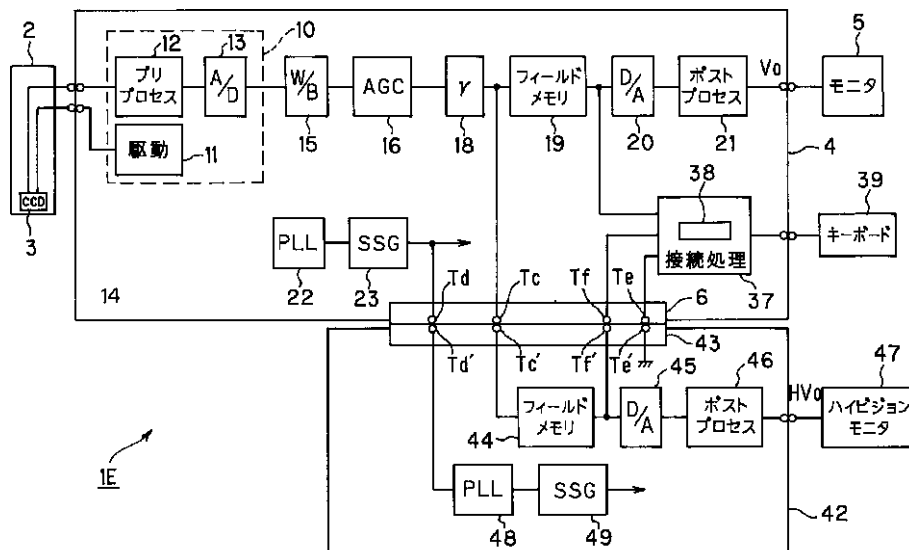 2
12
13
10
プリ
プロセス
A/D
W/B
15
AGC
16
γ
18
フィールド
メモリ
19
D/A
20
ポスト
プロセス
21
Vo
5
モニタ
4
駆動
11
CCD
3
38
接続処理
37
39
キーボード
PLL
22
SSG
23
14
Td
Tc
Tf
Te
6
Td′
Tc′
Tf′
Te′
43
フィールド
メモリ
44
45
D/A
46
ポスト
プロセス
HVo
47
ハイビジョン
モニタ
1E
PLL
48
SSG
49
42